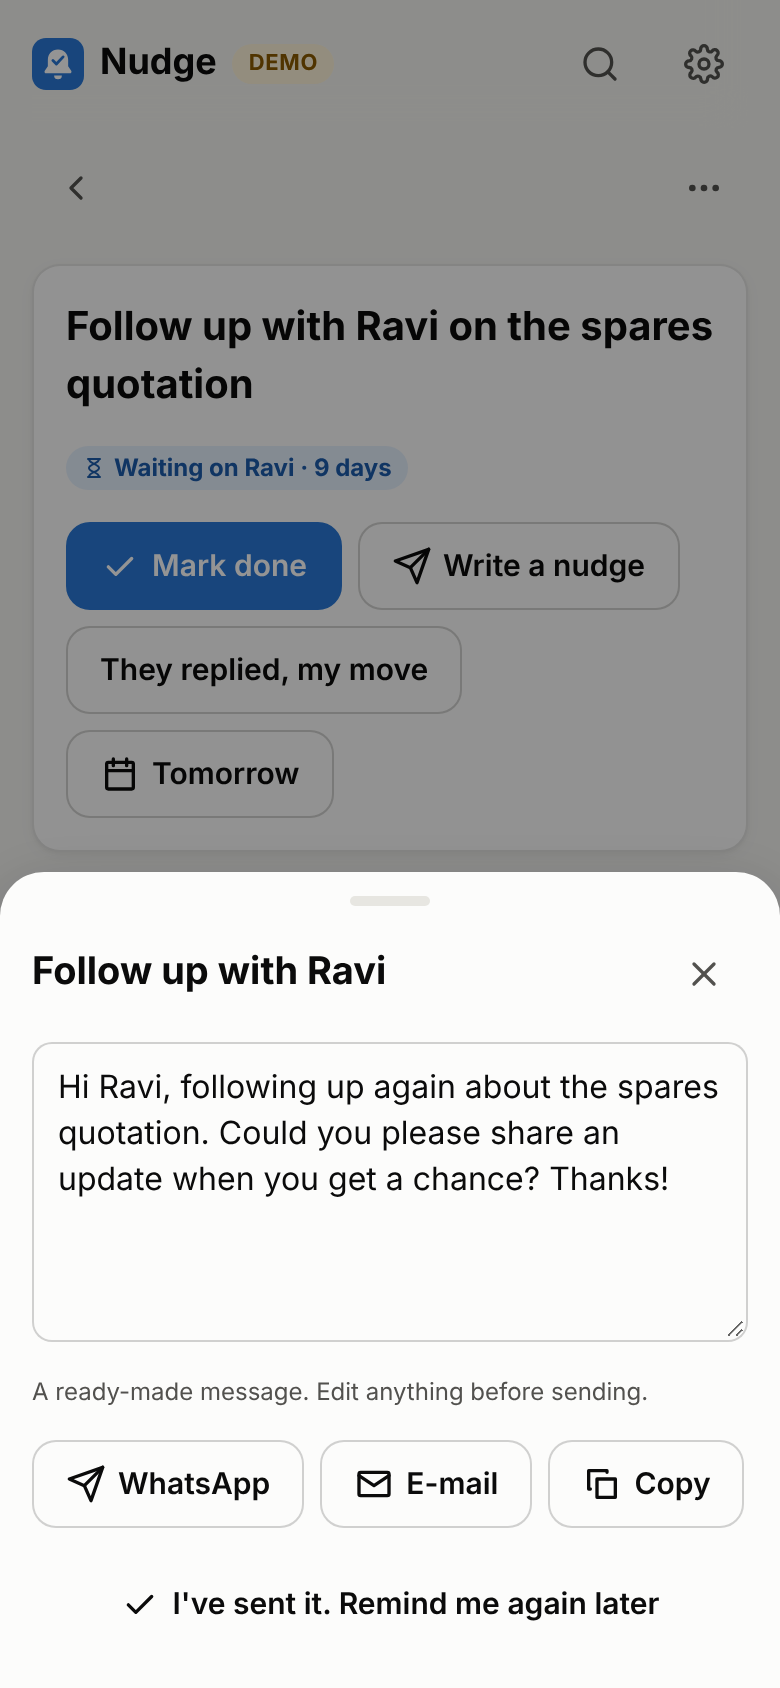 Nudge DEMO
Follow up with Ravi on the spares
quotation
Waiting on Ravi · 9 days
Mark done
Write a nudge
They replied, my move
Tomorrow
Follow up with Ravi
Hi Ravi, following up again about the spares
quotation. Could you please share an
update when you get a chance? Thanks!
A ready-made message. Edit anything before sending.
WhatsApp
E-mail
Copy
I've sent it. Remind me again later